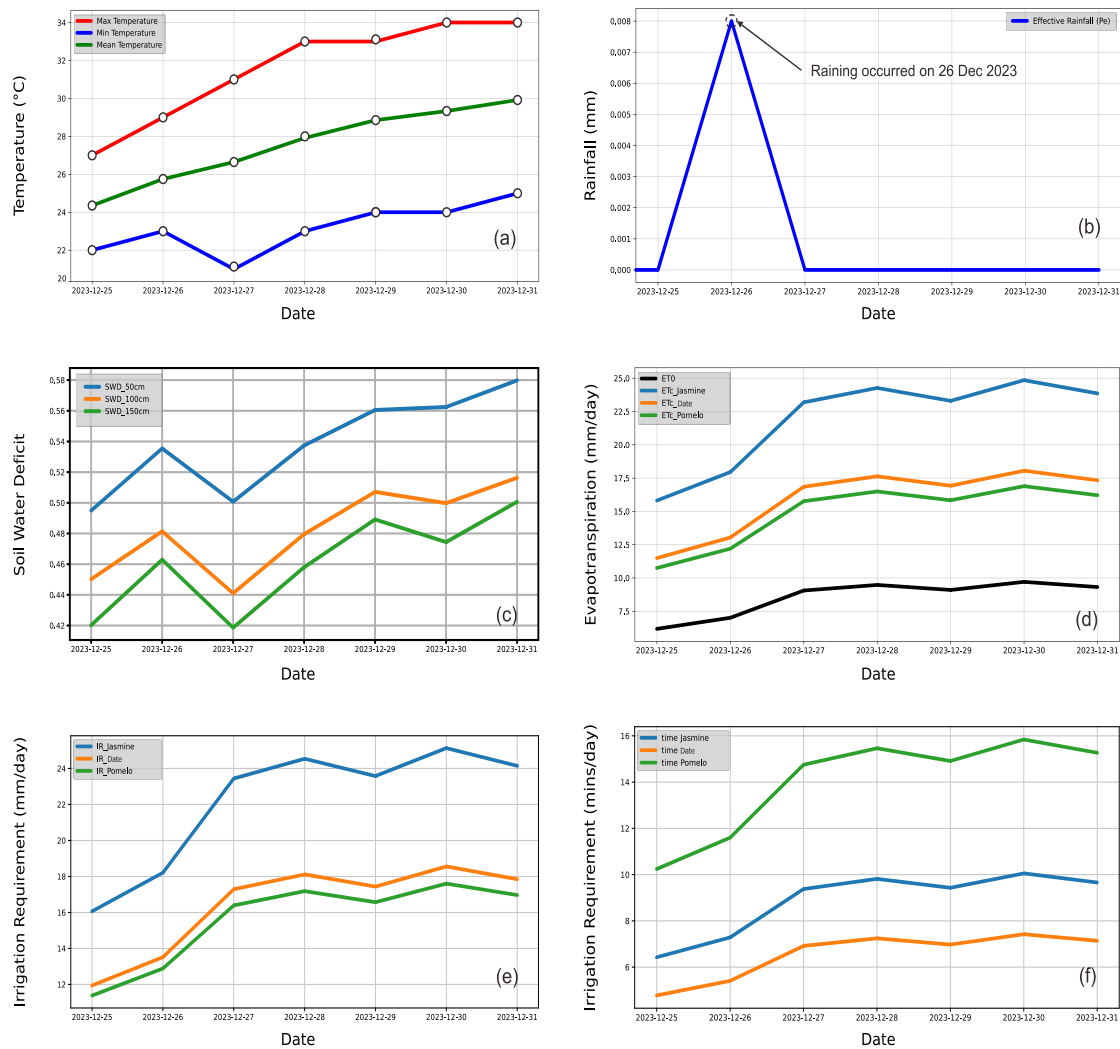 Max Temperature
Min Temperature
Mean Temperature
34
32
30
28
26
24
22
20
Temperature (°C)
(a)
2023-12-25 2023-12-26 2023-12-27 2023-12-28 2023-12-29 2023-12-30 2023-12-31
Date
Effective Rainfall (Pe)
Raining occurred on 26 Dec 2023
0,008
0,007
0,006
0,005
0,004
0,003
0,002
0.001
0,000
Rainfall (mm)
(b)
2023-12-25 2023-12-26 2023-12-27 2023-12-28 2023-12-29 2023-12-30 2023-12-31
Date
SWD_50cm
SWD_100cm
SWD_150cm
0,58
0,56
0,54
0,52
0,50
0,48
0,46
0,44
0,42
Soil Water Deficit
(c)
2023-12-25 2023-12-26 2023-12-27 2023-12-28 2023-12-29 2023-12-30 2023-12-31
Date
ET0
ETc_Jasmine
ETc_Date
ETc_Pomelo
25,0
22,5
20,0
17,5
15,0
12,5
10,0
7,5
Evapotranspiration (mm/day)
(d)
2023-12-25 2023-12-26 2023-12-27 2023-12-28 2023-12-29 2023-12-30 2023-12-31
Date
IR_Jasmine
IR_Date
IR_Pomelo
24
22
20
18
16
14
12
Irrigation Requirement (mm/day)
(e)
2023-12-25 2023-12-26 2023-12-27 2023-12-28 2023-12-29 2023-12-30 2023-12-31
Date
time Jasmine
time Date
time Pomelo
16
14
12
10
8
6
Irrigation Requirement (mins/day)
(f)
2023-12-25 2023-12-26 2023-12-27 2023-12-28 2023-12-29 2023-12-30 2023-12-31
Date